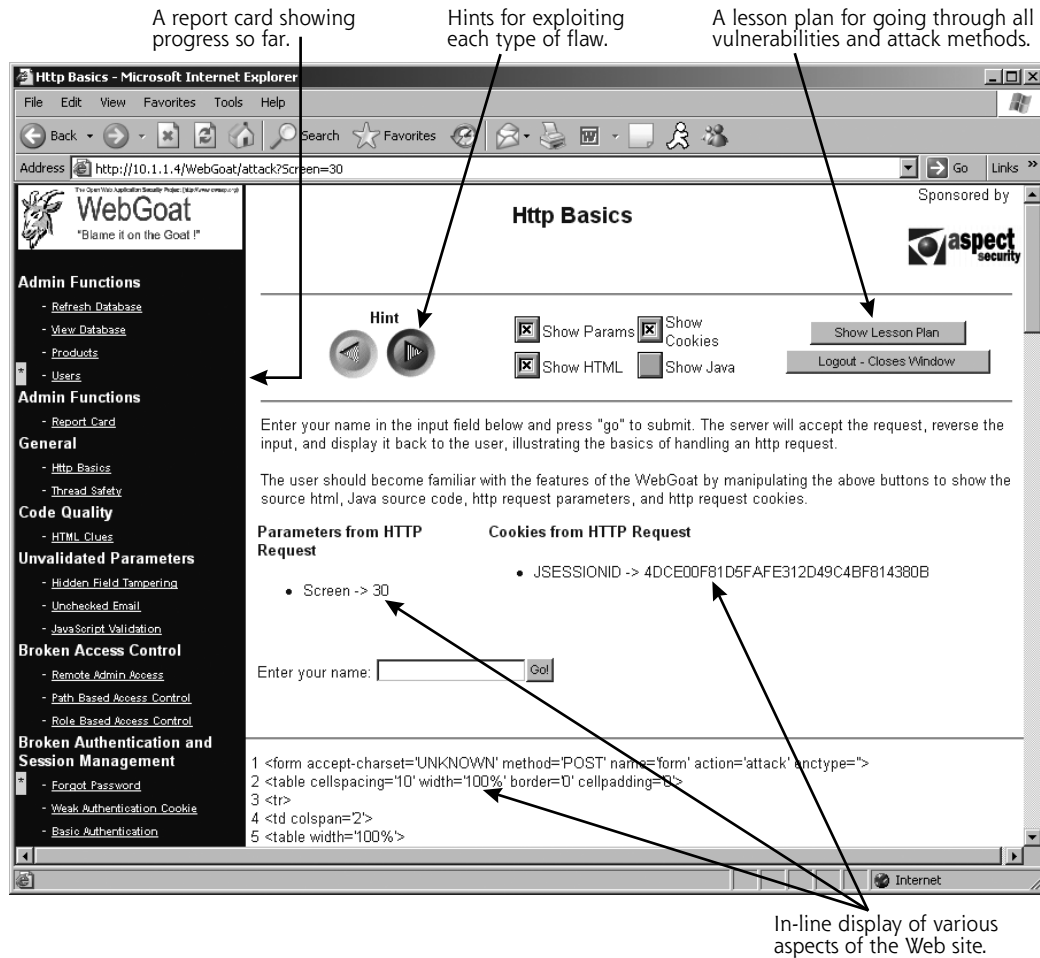 A report card showing
progress so far.
Hints for exploiting
each type of flaw.
A lesson plan for going through all
vulnerabilities and attack methods.
Http Basics - Microsoft Internet Explorer
File Edit View Favorites Tools Help
Back Search Favorites
Address http://10.1.1.4/WebGoat/attack?Screen=30 Go Links »
The Open Web Application Security Project (http://www.owasp.org)
WebGoat
"Blame it on the Goat !"
Admin Functions
- Refresh Database
- View Database
- Products
* - Users
Admin Functions
- Report Card
General
- Http Basics
- Thread Safety
Code Quality
- HTML Clues
Unvalidated Parameters
- Hidden Field Tampering
- Unchecked Email
- JavaScript Validation
Broken Access Control
- Remote Admin Access
- Path Based Access Control
- Role Based Access Control
Broken Authentication and
Session Management
* - Forgot Password
- Weak Authentication Cookie
- Basic Authentication
Http Basics
Sponsored by
aspect
security
Hint
Show Params
Show
Cookies
Show HTML
Show Java
Show Lesson Plan
Logout - Closes Window
Enter your name in the input field below and press "go" to submit. The server will accept the request, reverse the
input, and display it back to the user, illustrating the basics of handling an http request.
The user should become familiar with the features of the WebGoat by manipulating the above buttons to show the
source html, Java source code, http request parameters, and http request cookies.
Parameters from HTTP
Request
• Screen -> 30
Cookies from HTTP Request
• JSESSIONID -> 4DCE00F81D5FAFE312D49C4BF814380B
Enter your name: Go!
1 <form accept-charset='UNKNOWN' method='POST' name='form' action='attack' enctype=''>
2 <table cellspacing='10' width='100%' border='0' cellpadding='0'>
3 <tr>
4 <td colspan='2'>
5 <table width='100%'>
Internet
In-line display of various
aspects of the Web site.